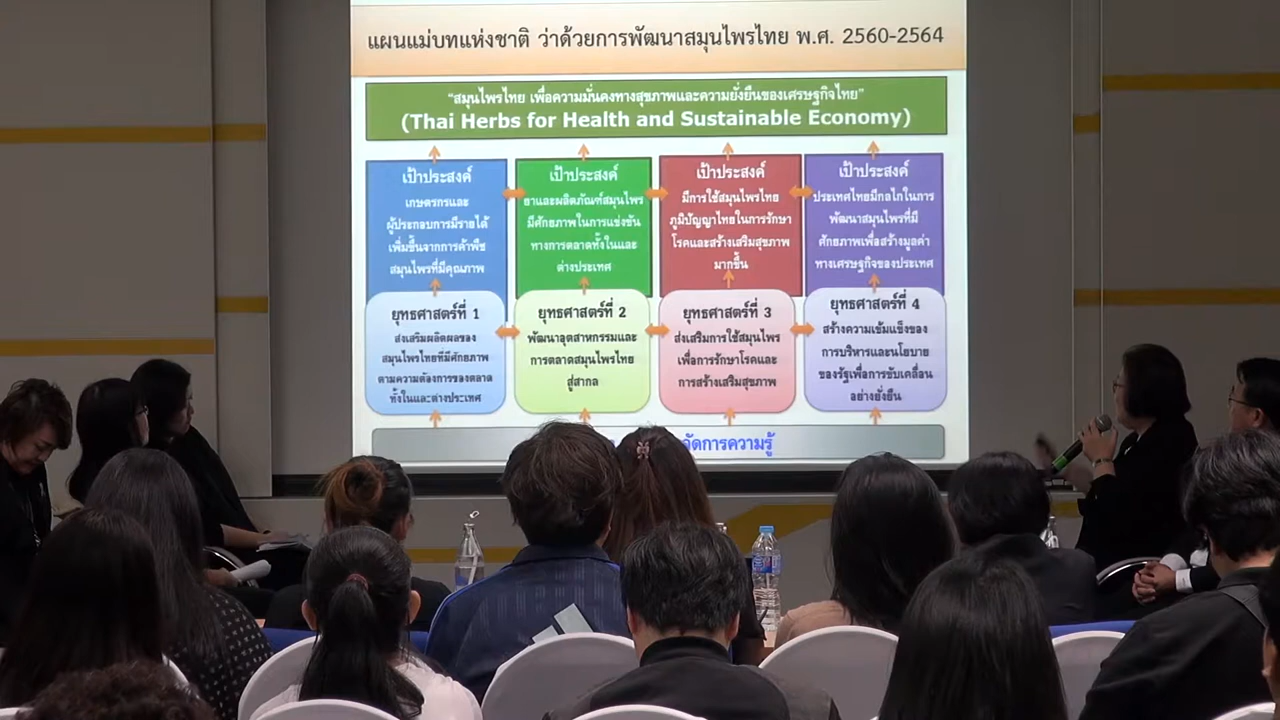 แผนแม่บทแห่งชาติ ว่าด้วยการพัฒนาสมุนไพรไทย พ.ศ. 2560-2564
“สมุนไพรไทย เพื่อความมั่นคงทางสุขภาพและความยั่งยืนของเศรษฐกิจไทย”
(Thai Herbs for Health and Sustainable Economy)
เป้าประสงค์
เกษตรกรและ
ผู้ประกอบการมีรายได้
เพิ่มขึ้นจากการค้าพืช
สมุนไพรที่มีคุณภาพ
เป้าประสงค์
ยาและผลิตภัณฑ์สมุนไพร
มีศักยภาพในการแข่งขัน
ทางการตลาดทั้งในและ
ต่างประเทศ
เป้าประสงค์
มีการใช้สมุนไพรไทย
ภูมิปัญญาไทยในการรักษา
โรคและสร้างเสริมสุขภาพ
มากขึ้น
เป้าประสงค์
ประเทศไทยมีกลไกในการ
พัฒนาสมุนไพรที่มี
ศักยภาพเพื่อสร้างมูลค่า
ทางเศรษฐกิจของประเทศ
ยุทธศาสตร์ที่ 1
ส่งเสริมผลิตผลของ
สมุนไพรไทยที่มีศักยภาพ
ตามความต้องการของตลาด
ทั้งในและต่างประเทศ
ยุทธศาสตร์ที่ 2
พัฒนาอุตสาหกรรมและ
การตลาดสมุนไพรไทย
สู่สากล
ยุทธศาสตร์ที่ 3
ส่งเสริมการใช้สมุนไพร
เพื่อการรักษาโรคและ
การสร้างเสริมสุขภาพ
ยุทธศาสตร์ที่ 4
สร้างความเข้มแข็งของ
การบริหารและนโยบาย
ของรัฐเพื่อการขับเคลื่อน
อย่างยั่งยืน
จัดการความรู้